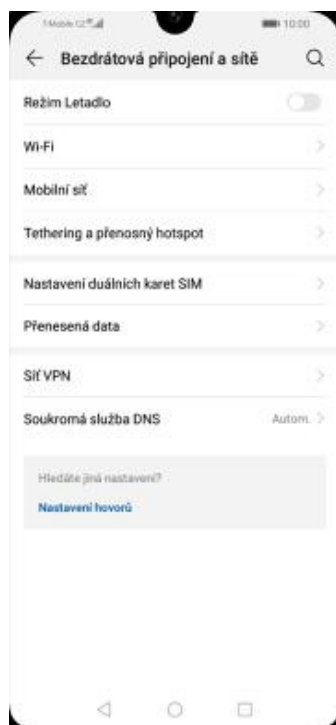 T-Mobile CZ
10:00
Bezdrátová připojení a sítě
Režim Letadlo
Wi-Fi
Mobilní síť
Tethering a přenosný hotspot
Nastavení duálních karet SIM
Přenesená data
Síť VPN
Soukromá služba DNS
Autom.
Hledáte jiná nastavení?
Nastavení hovorů